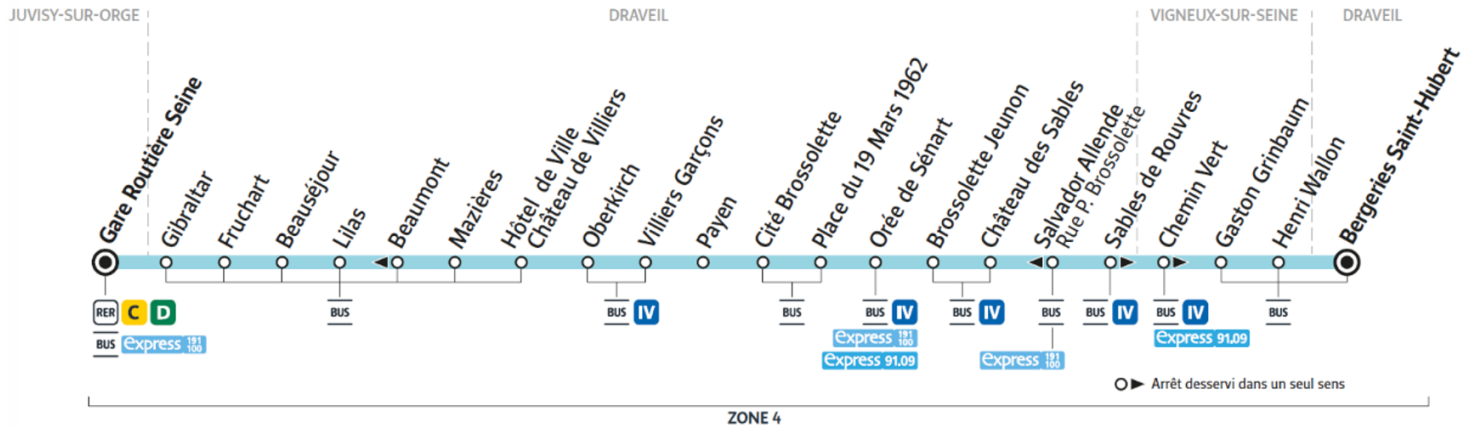 JUVISY-SUR-ORGE
DRAVEIL
VIGNEUX-SUR-SEINE
DRAVEIL
Gare Routière Seine
Gibraltar
Fruchart
Beauséjour
Lilas
Beaumont
Mazières
Hôtel de Ville
Château de Villiers
Oberkirch
Villiers Garçons
Payen
Cité Brossolette
Place du 19 Mars 1962
Orée de Sénart
Brossolette Jeunon
Château des Sables
Salvador Allende
Rue P. Brossolette
Sables de Rouvres
Chemin Vert
Gaston Grinbaum
Henri Wallon
Bergeries Saint-Hubert
RER C D
BUS express 191 100
BUS
BUS IV
BUS
BUS IV
express 191 100
express 91.09
BUS IV
BUS
express 191 100
BUS IV
BUS IV
express 91.09
BUS
Arrêt desservi dans un seul sens
ZONE 4